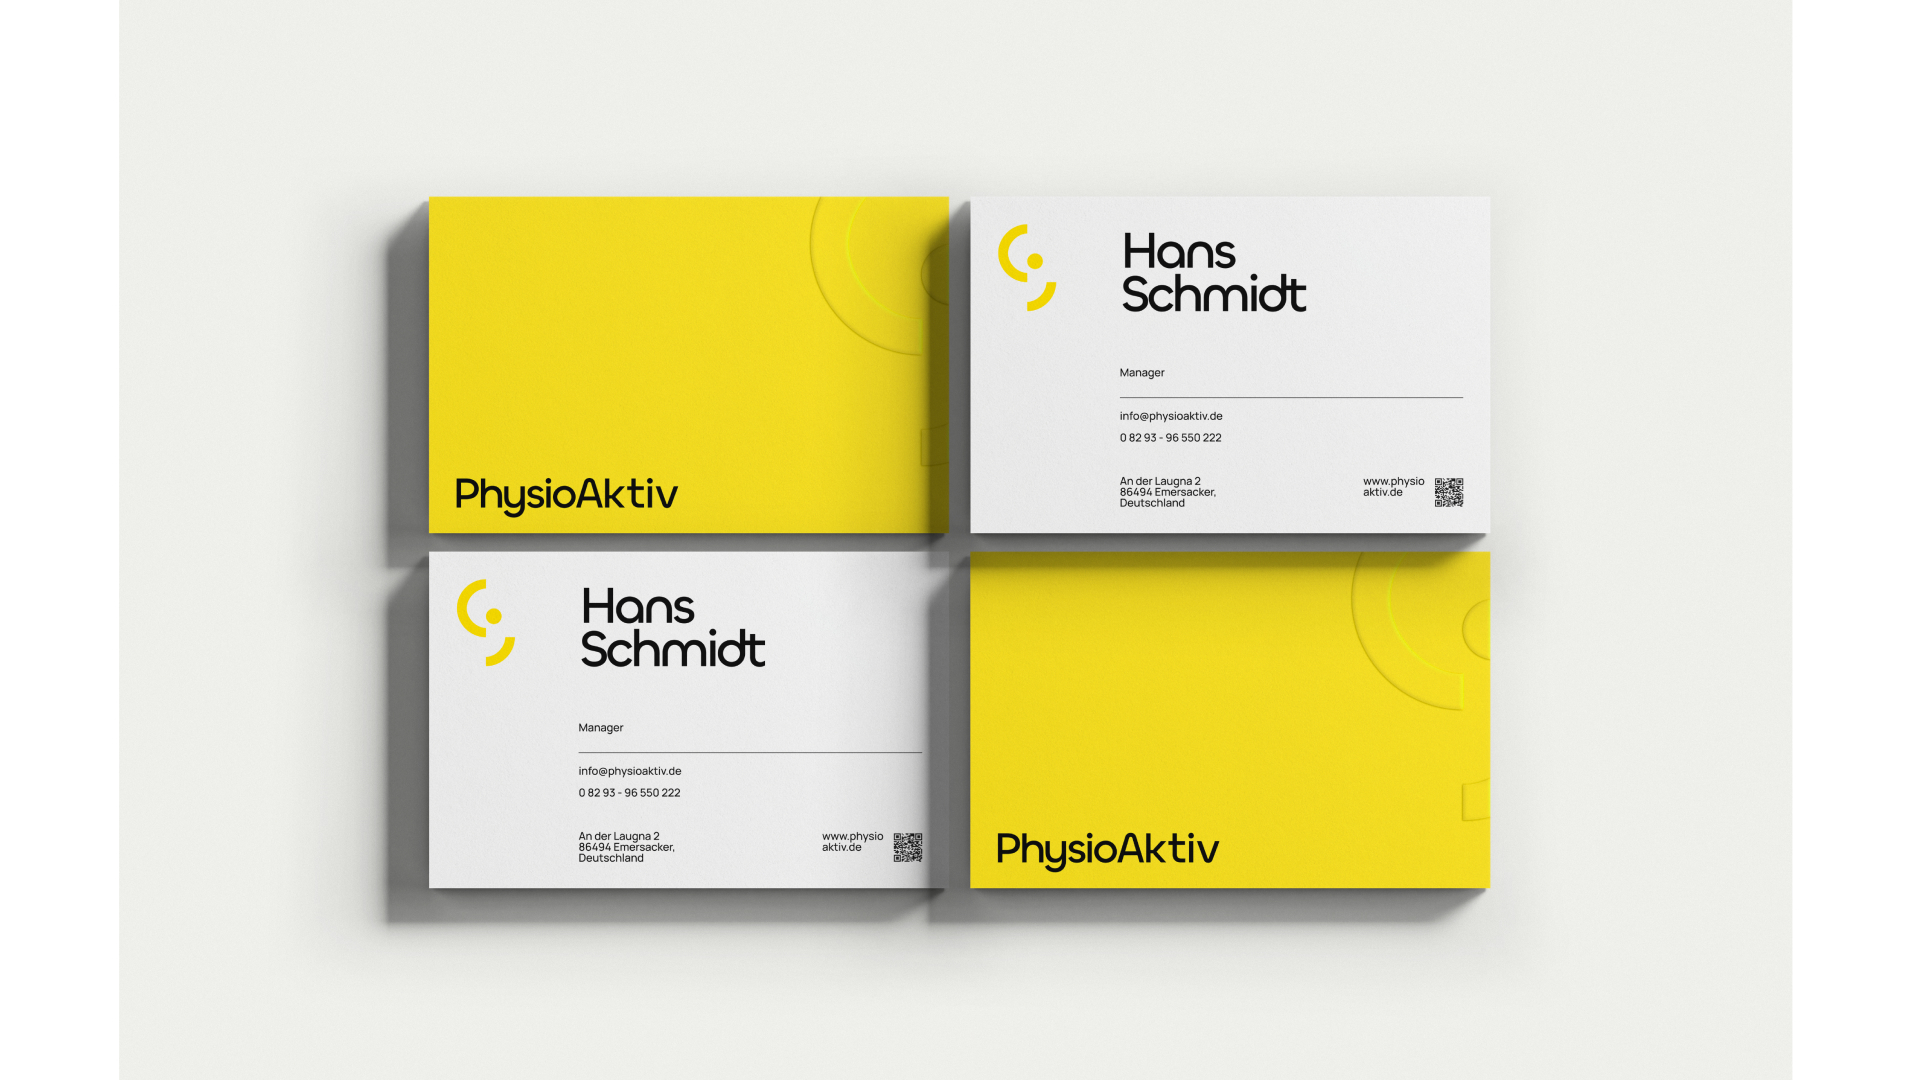 PhysioAktiv
Hans
Schmidt
Manager
info@physioaktiv.de
0 82 93 - 96 550 222
An der Laugna 2
86494 Emersacker,
Deutschland
www.physio
aktiv.de
Hans
Schmidt
Manager
info@physioaktiv.de
0 82 93 - 96 550 222
An der Laugna 2
86494 Emersacker,
Deutschland
www.physio
aktiv.de
PhysioAktiv